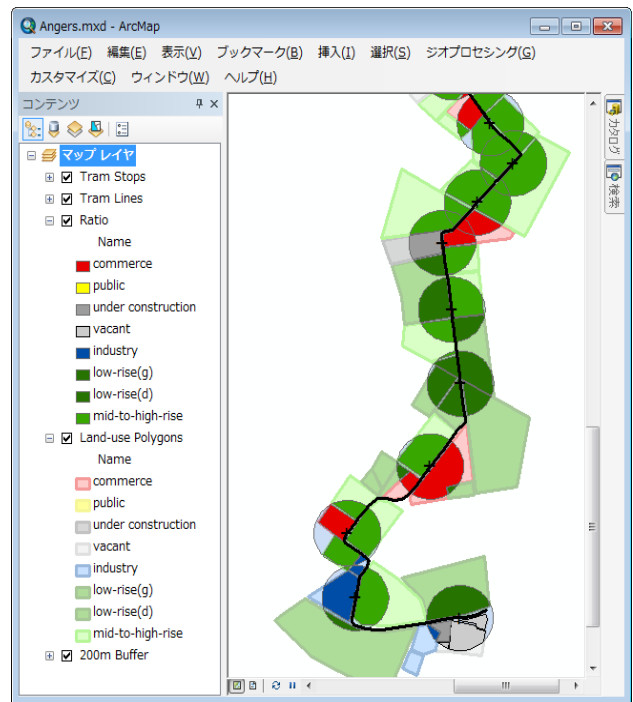 Angers.mxd - ArcMap
ファイル(F) 編集(E) 表示(V) ブックマーク(B) 挿入(I) 選択(S) ジオプロセシング(G)
カスタマイズ(C) ウィンドウ(W) ヘルプ(H)
コンテンツ
マップ レイヤ
Tram Stops
Tram Lines
Ratio
Name
commerce
public
under construction
vacant
industry
low-rise(g)
low-rise(d)
mid-to-high-rise
Land-use Polygons
Name
commerce
public
under construction
vacant
industry
low-rise(g)
low-rise(d)
mid-to-high-rise
200m Buffer
カタログ
検索